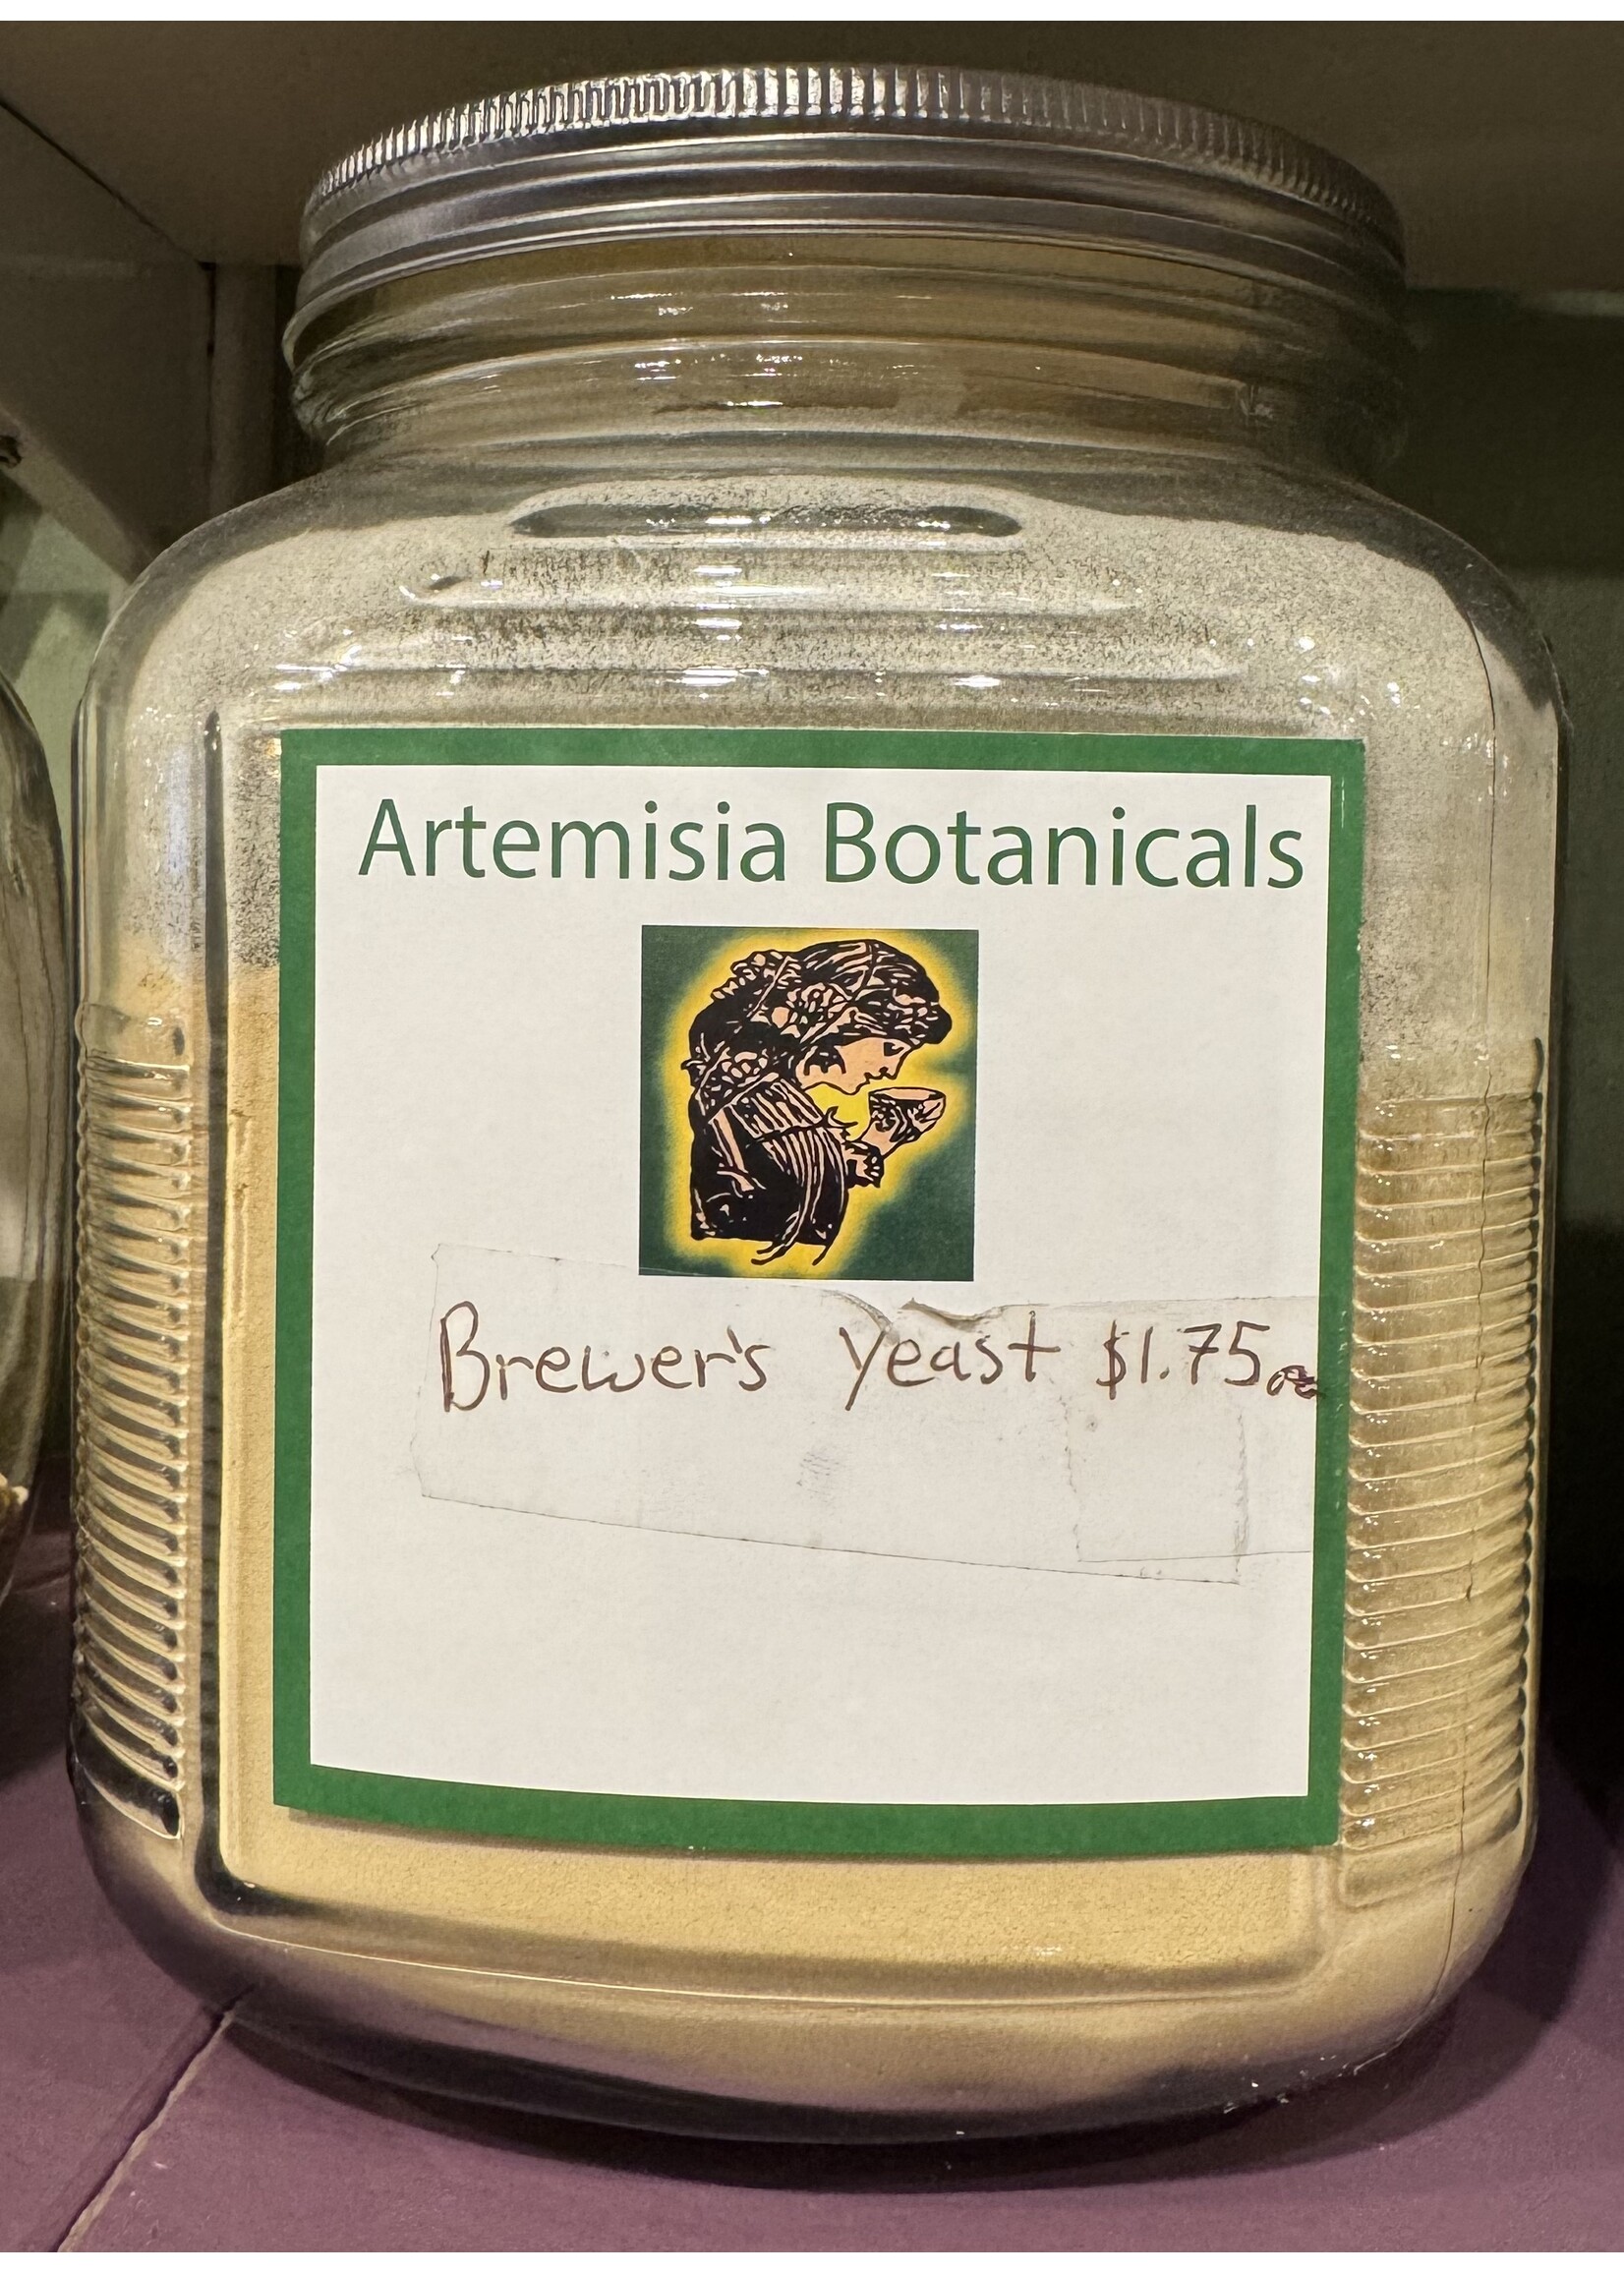 Artemisia Botanicals
Brewer's Yeast $1.75